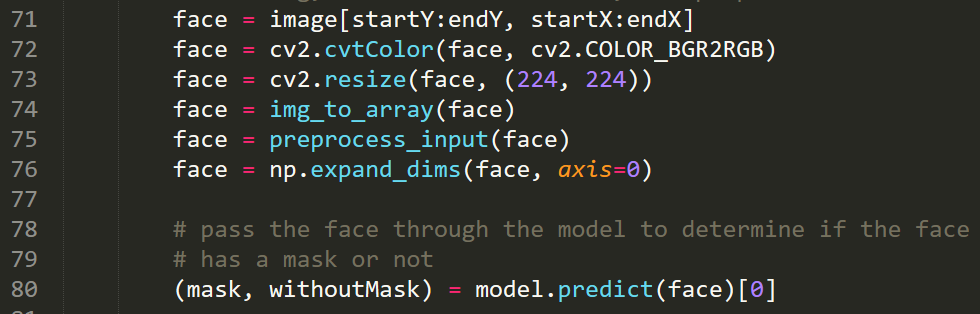 71 face = image[startY:endY, startX:endX]
72 face = cv2.cvtColor(face, cv2.COLOR_BGR2RGB)
73 face = cv2.resize(face, (224, 224))
74 face = img_to_array(face)
75 face = preprocess_input(face)
76 face = np.expand_dims(face, axis=0)
77
78 # pass the face through the model to determine if the face
79 # has a mask or not
80 (mask, withoutMask) = model.predict(face)[0]